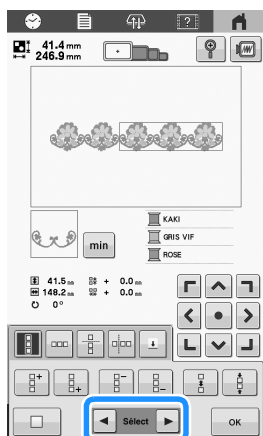 41.4 mm
246.9 mm
KAKI
min
GRIS VIF
ROSE
41.5 mm + 0.0 mm
148.2 mm + 0.0 mm
0°
Sélect
OK